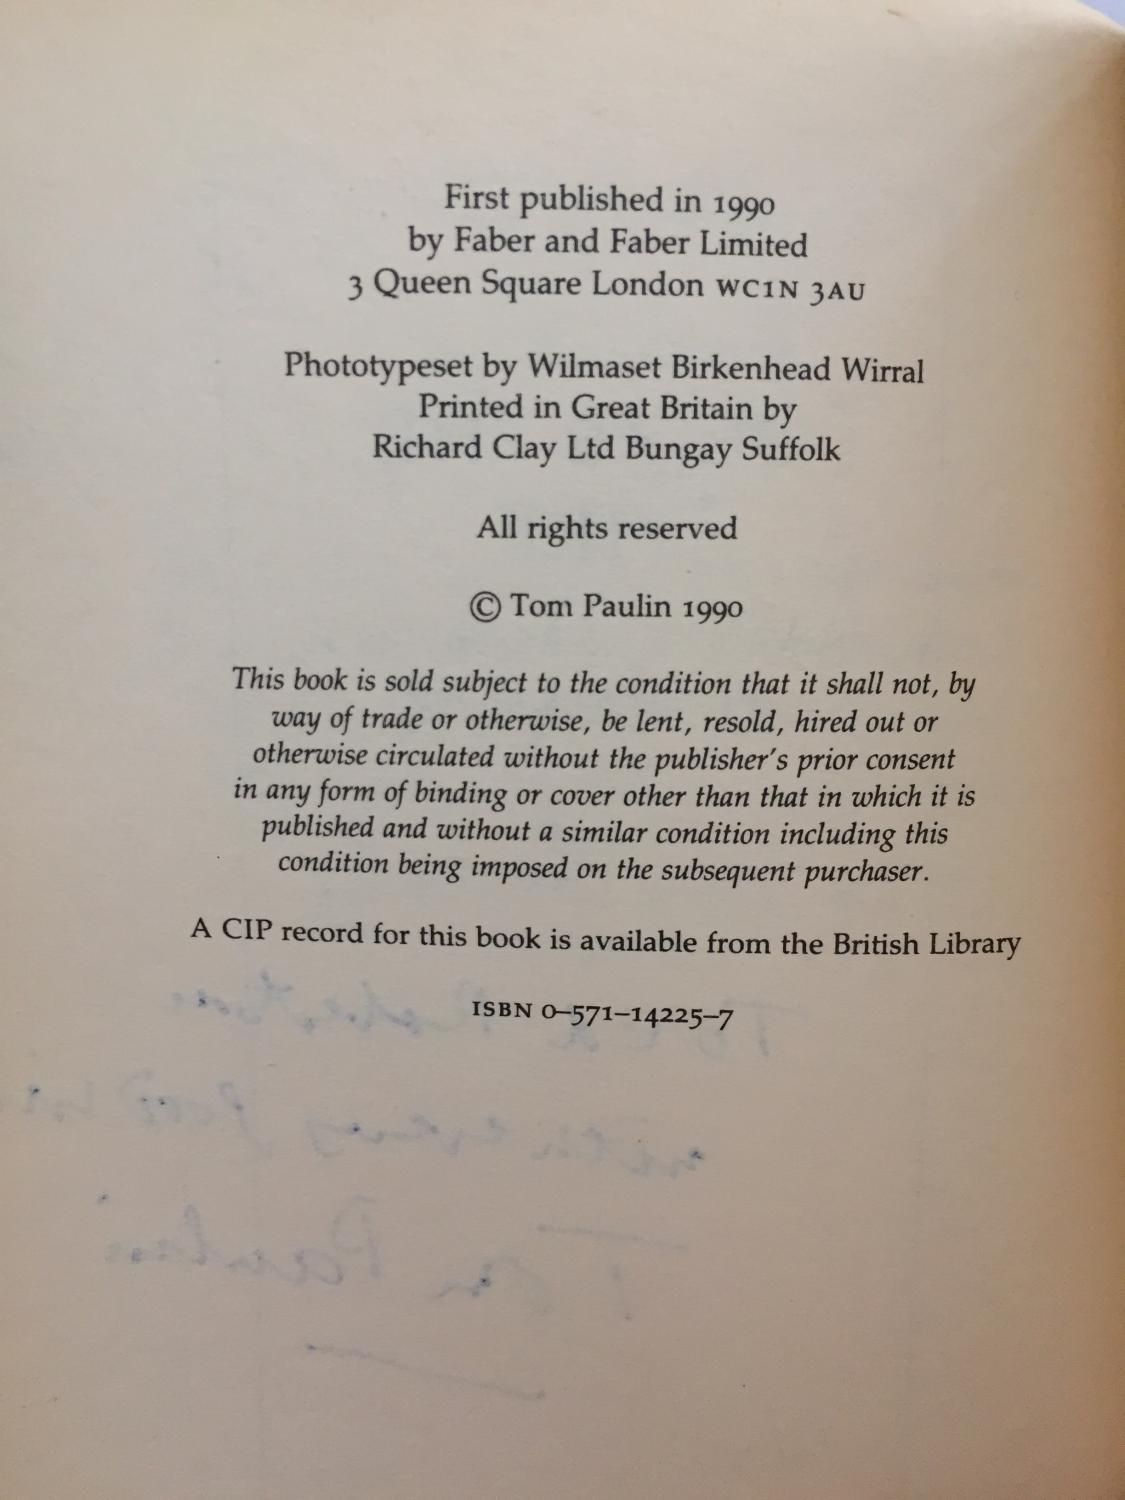 First published in 1990
by Faber and Faber Limited
3 Queen Square London WC1N 3AU
Phototypeset by Wilmaset Birkenhead Wirral
Printed in Great Britain by
Richard Clay Ltd Bungay Suffolk
All rights reserved
© Tom Paulin 1990
This book is sold subject to the condition that it shall not, by
way of trade or otherwise, be lent, resold, hired out or
otherwise circulated without the publisher's prior consent
in any form of binding or cover other than that in which it is
published and without a similar condition including this
condition being imposed on the subsequent purchaser.
A CIP record for this book is available from the British Library
ISBN 0–571–14225–7
with every good
Tom Paulin